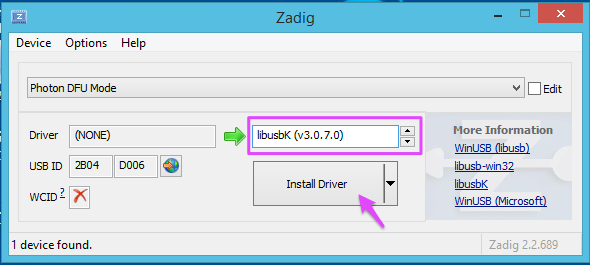 Zadig
Device Options Help
Photon DFU Mode
Edit
Driver (NONE) libusbK (v3.0.7.0)
More Information
USB ID 2B04 D006
WinUSB (libusb)
libusb-win32
libusbK
WinUSB (Microsoft)
Install Driver
WCID ?
1 device found.
Zadig 2.2.689